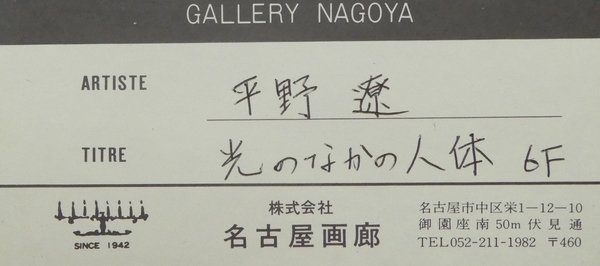 GALLERY NAGOYA
ARTISTE 平野 遼
TITRE 光のなかの人体 6F
SINCE 1942
株式会社
名古屋画廊
名古屋市中区栄1-12-10
御園座南50m伏見通
TEL052-211-1982 〒460